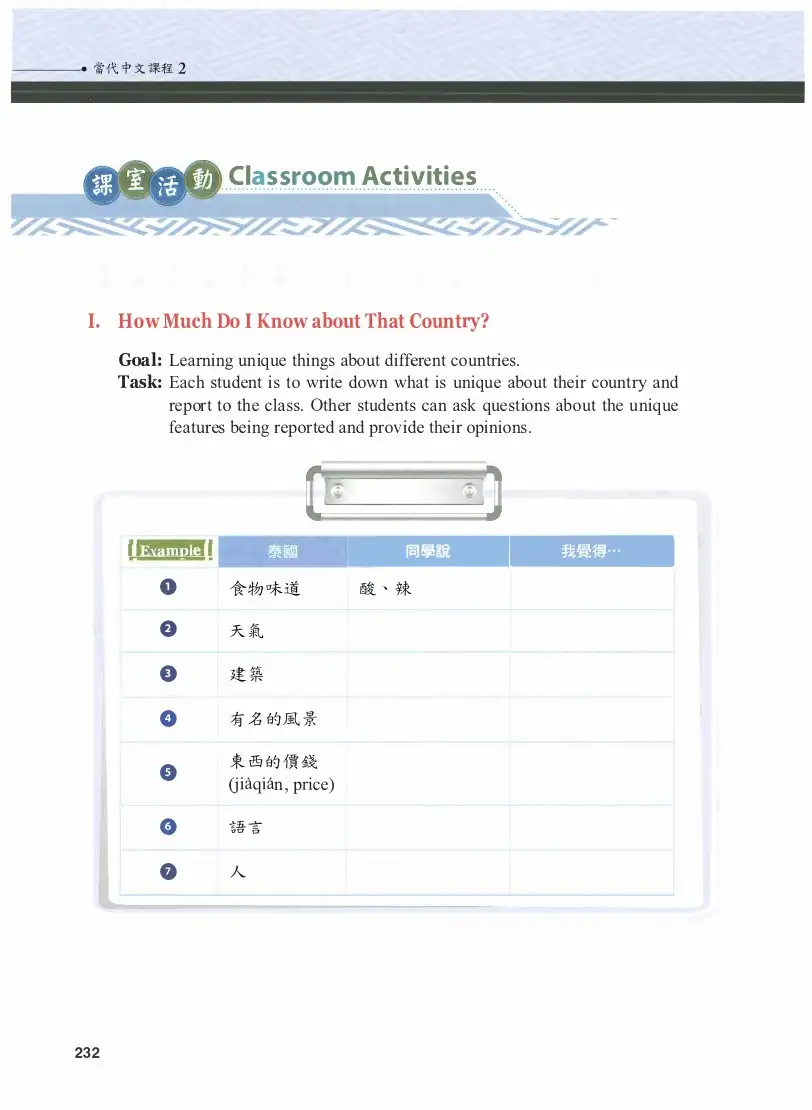 當代中文課程 2
課室活動 Classroom Activities
I. How Much Do I Know about That Country?
Goal: Learning unique things about different countries.
Task: Each student is to write down what is unique about their country and
report to the class. Other students can ask questions about the unique
features being reported and provide their opinions.
Example 泰國 同學說 我覺得…
1 食物味道 酸、辣
2 天氣
3 建築
4 有名的風景
5 東西的價錢
(jiàqián, price)
6 語言
7 人
232